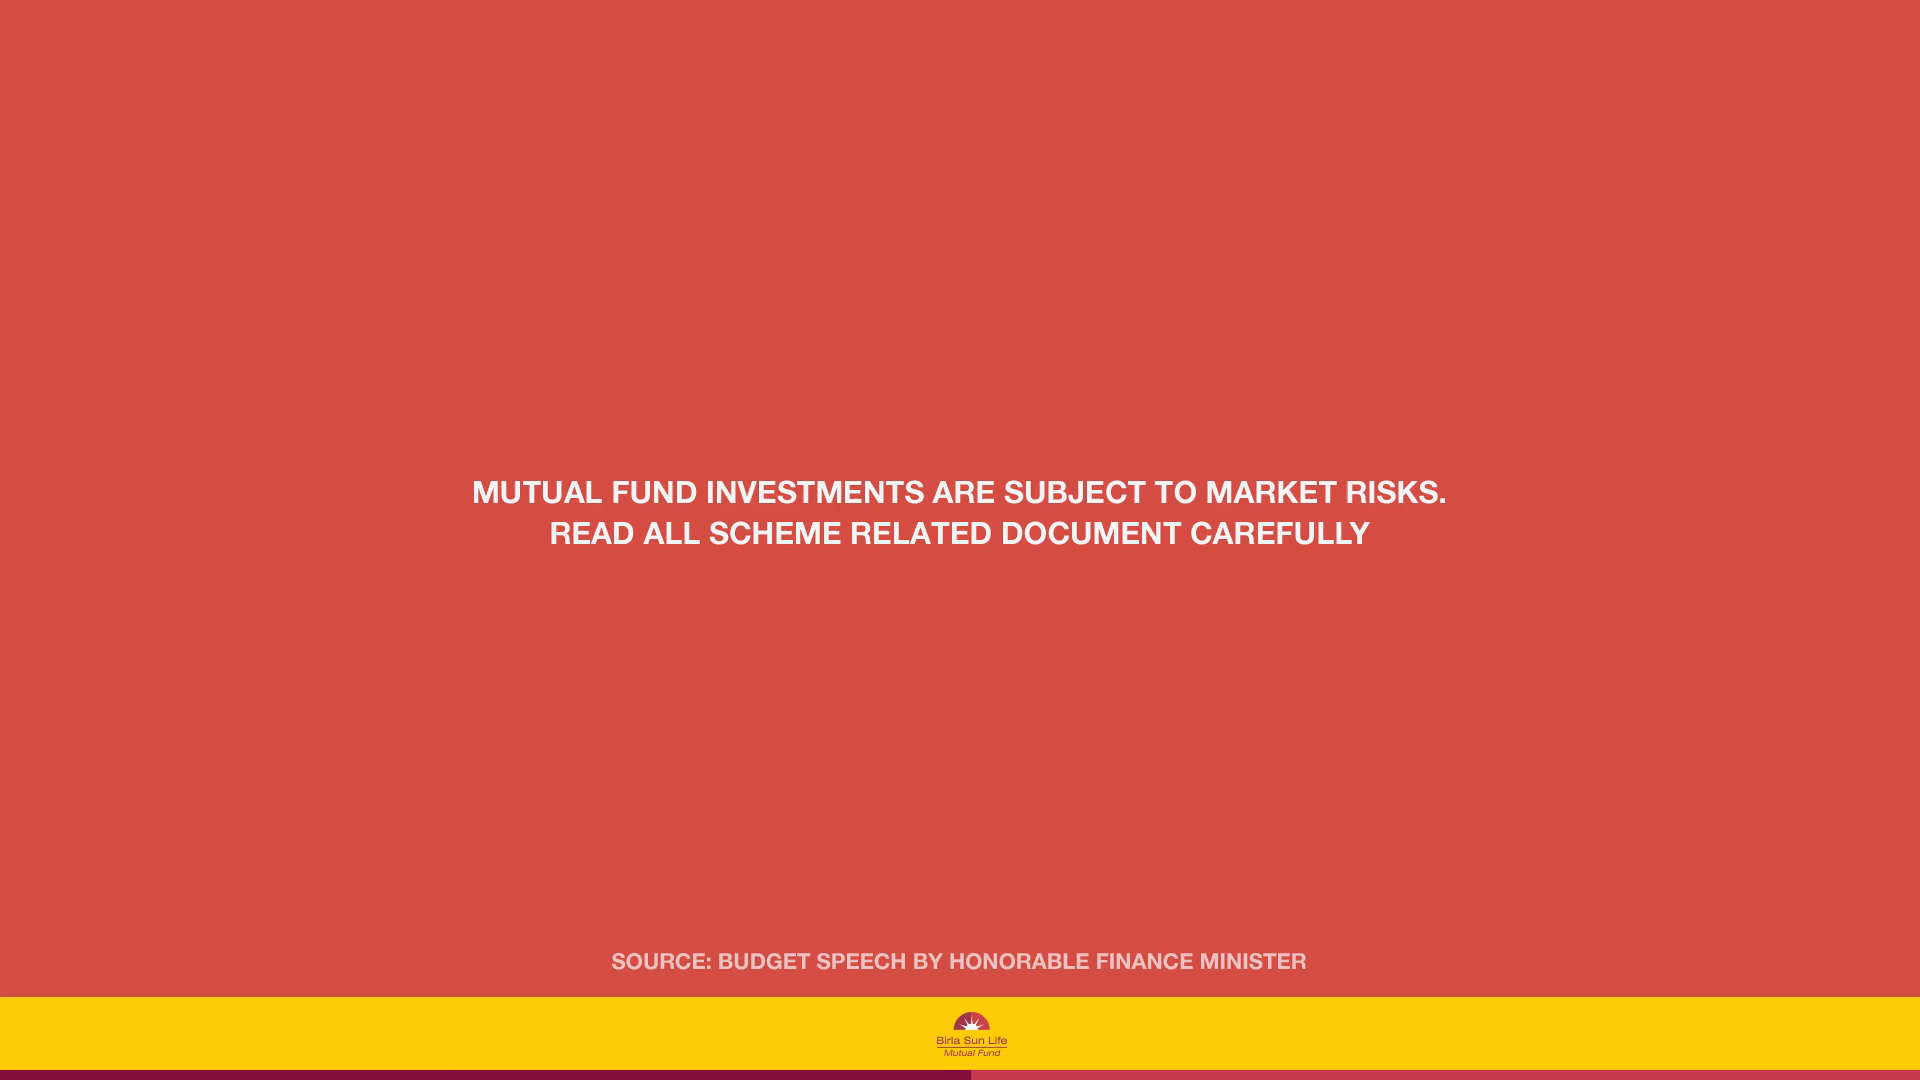 MUTUAL FUND INVESTMENTS ARE SUBJECT TO MARKET RISKS.
READ ALL SCHEME RELATED DOCUMENT CAREFULLY
SOURCE: BUDGET SPEECH BY HONORABLE FINANCE MINISTER
Birla Sun Life
Mutual Fund